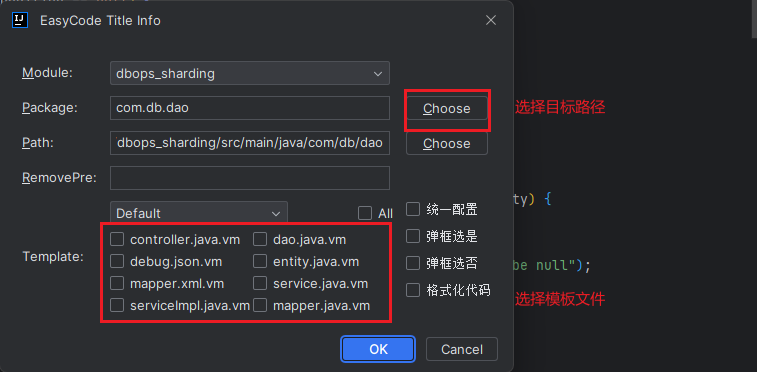 EasyCode Title Info
Module: dbops_sharding
Package: com.db.dao Choose 选择目标路径
Path: dbops_sharding/src/main/java/com/db/dao Choose
RemovePre:
ty) {
Default All 统一配置
controller.java.vm dao.java.vm 弹框选是
Template: debug.json.vm entity.java.vm 弹框选否
be null");
mapper.xml.vm service.java.vm 格式化代码
serviceImpl.java.vm mapper.java.vm 选择模板文件
OK Cancel